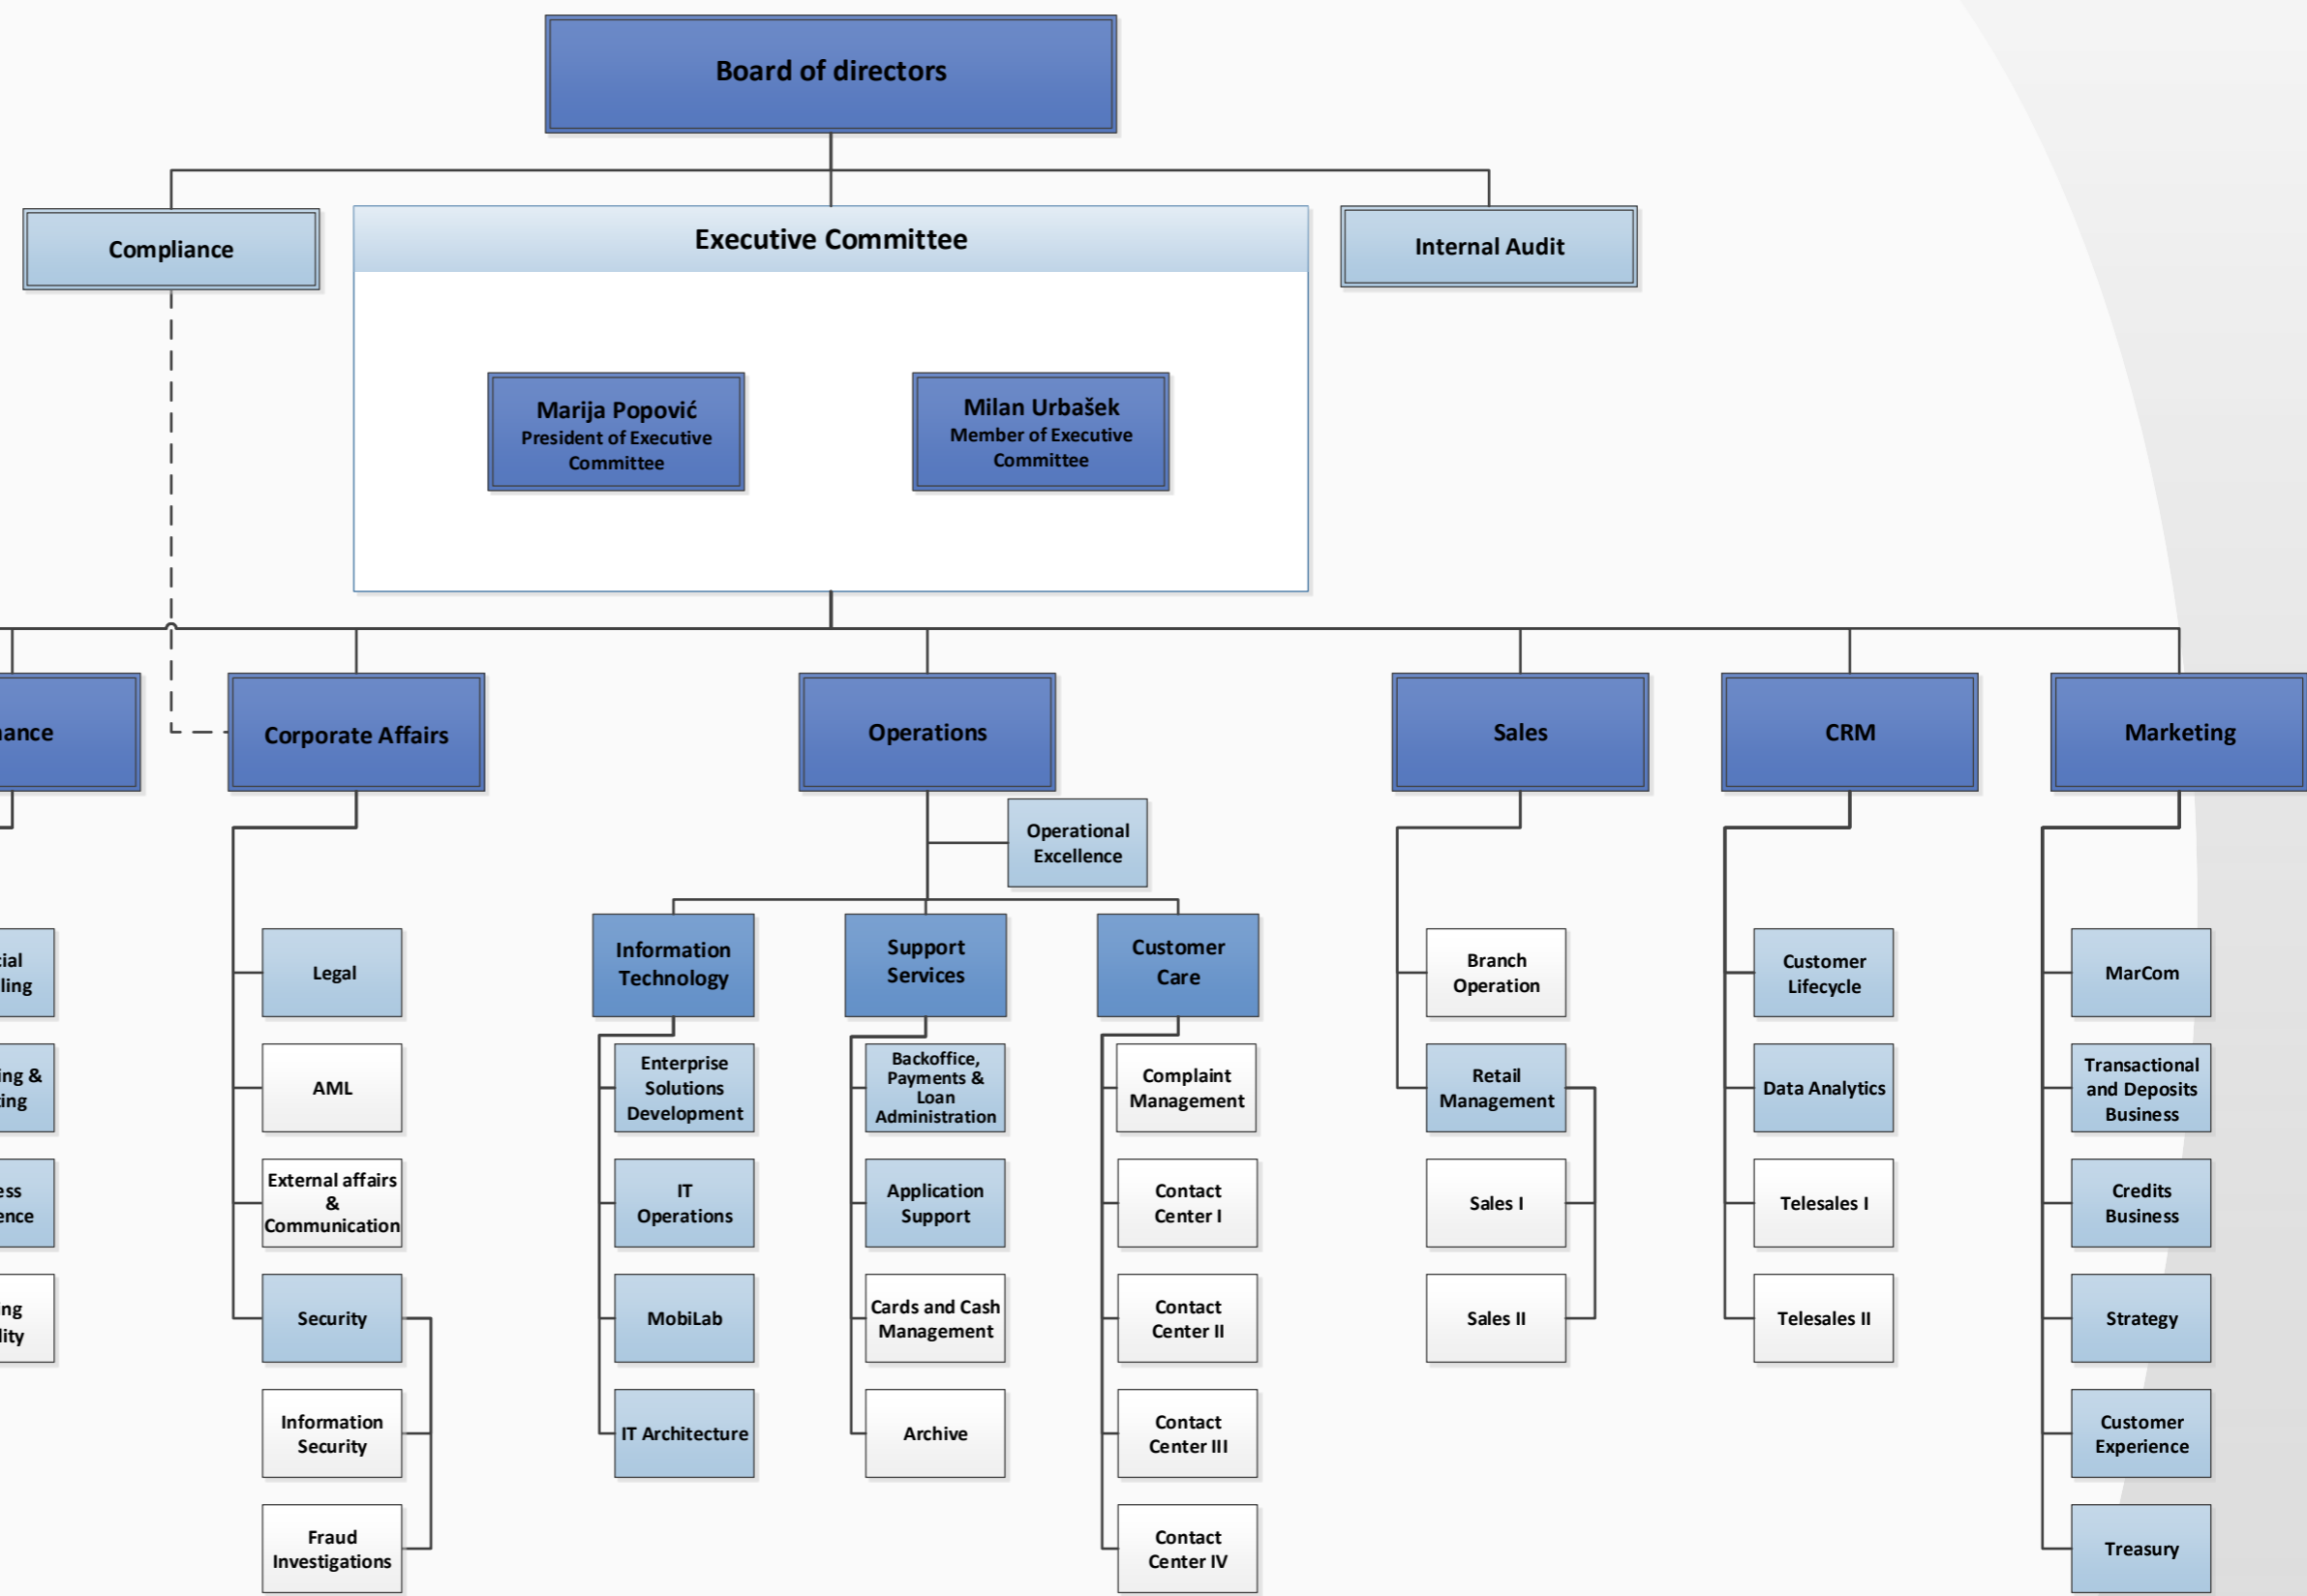 Board of directors
Compliance
Executive Committee
Internal Audit
Marija Popović
President of Executive
Committee
Milan Urbašek
Member of Executive
Committee
Corporate Affairs
Operations
Sales
CRM
Marketing
Operational
Excellence
Legal
AML
External affairs
&
Communication
Security
Information
Security
Fraud
Investigations
Information
Technology
Enterprise
Solutions
Development
IT
Operations
MobiLab
IT Architecture
Support
Services
Backoffice,
Payments &
Loan
Administration
Application
Support
Cards and Cash
Management
Archive
Customer
Care
Complaint
Management
Contact
Center I
Contact
Center II
Contact
Center III
Contact
Center IV
Branch
Operation
Retail
Management
Sales I
Sales II
Customer
Lifecycle
Data Analytics
Telesales I
Telesales II
MarCom
Transactional
and Deposits
Business
Credits
Business
Strategy
Customer
Experience
Treasury